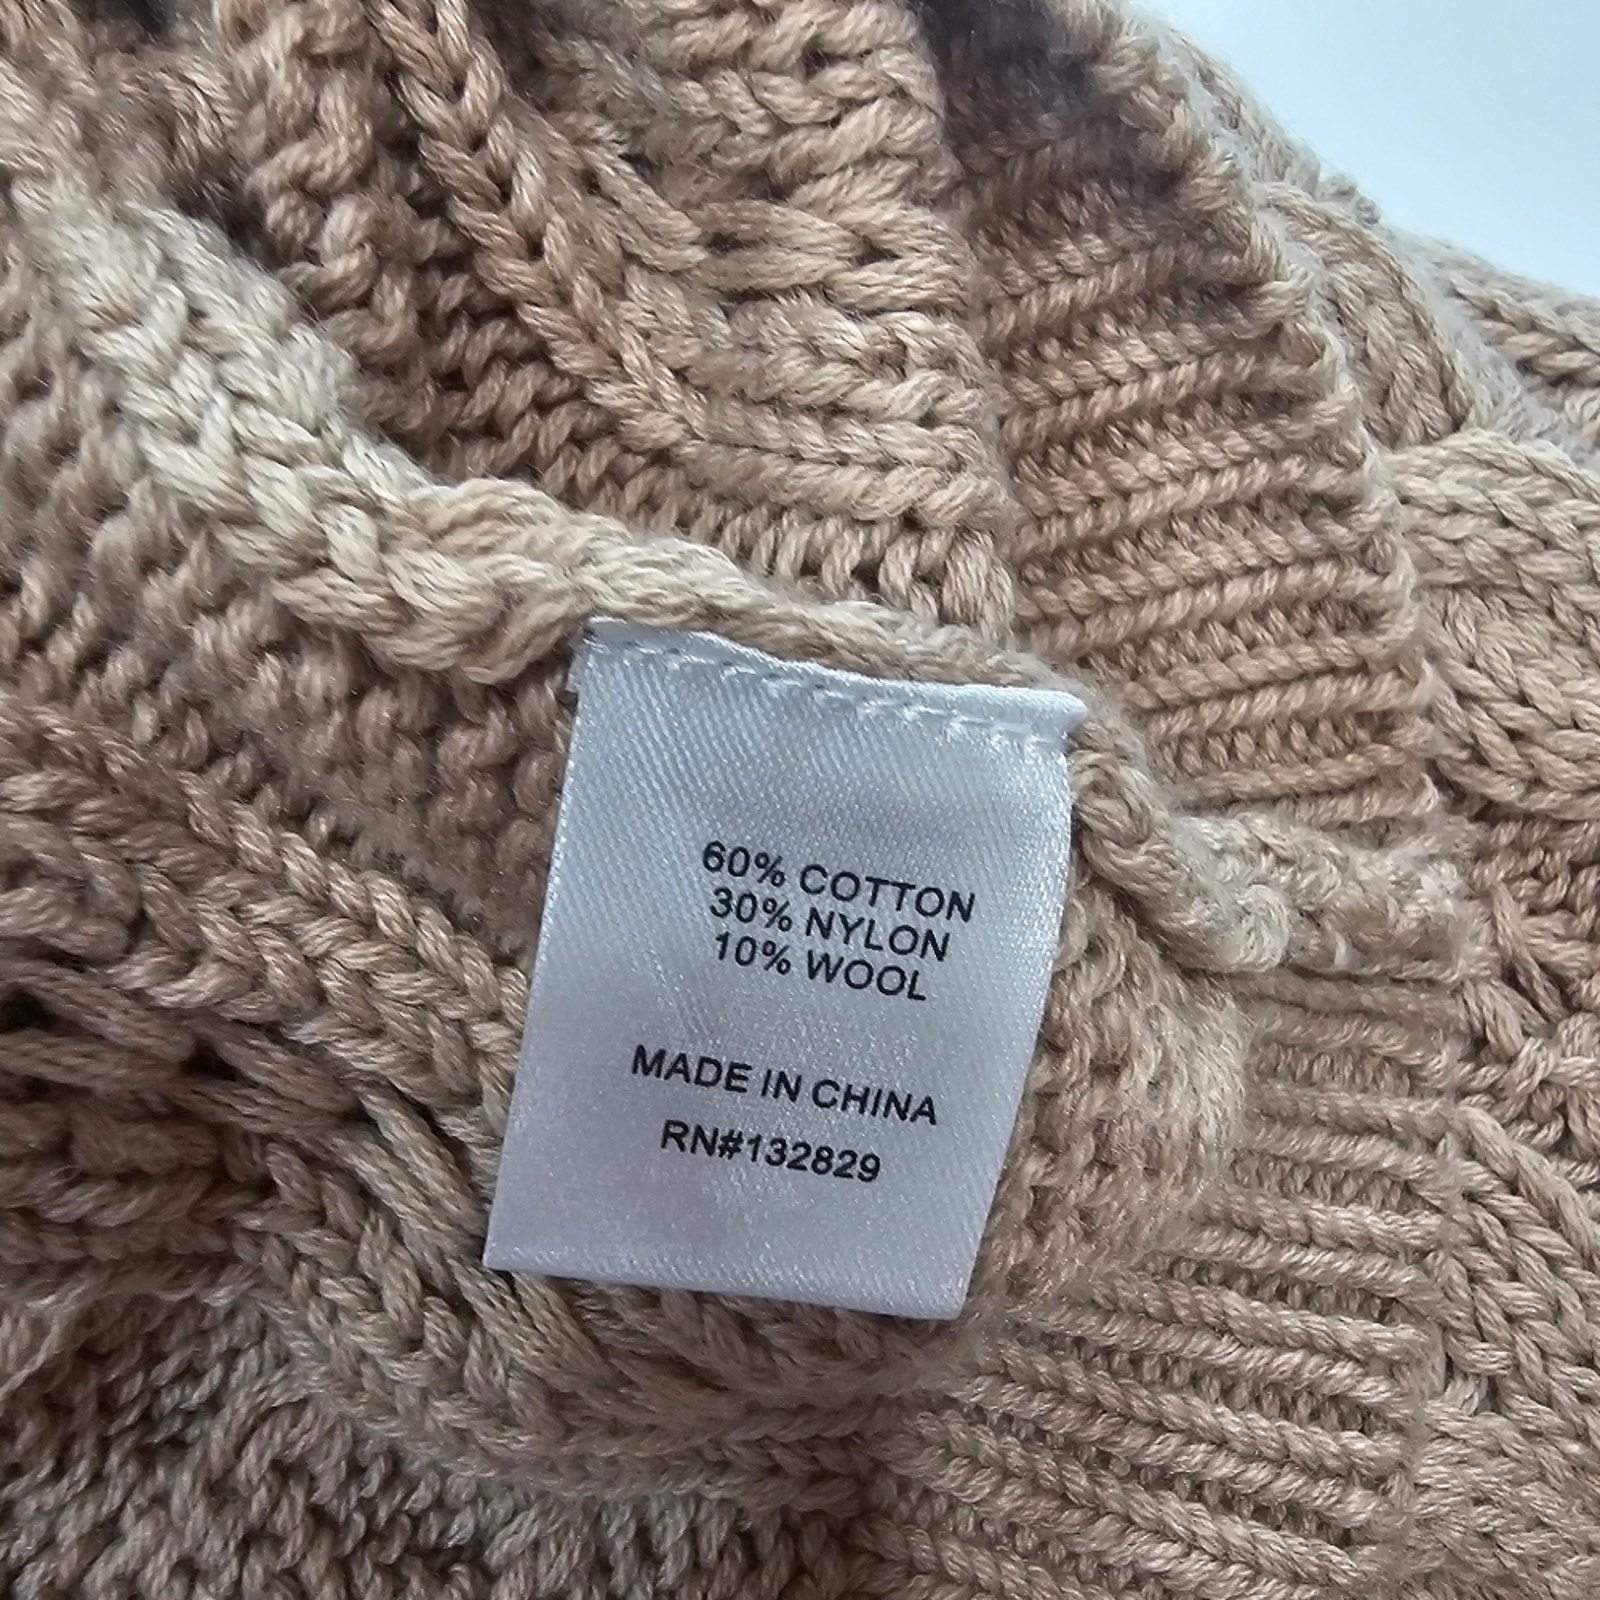 60% COTTON
30% NYLON
10% WOOL
MADE IN CHINA
RN#132829